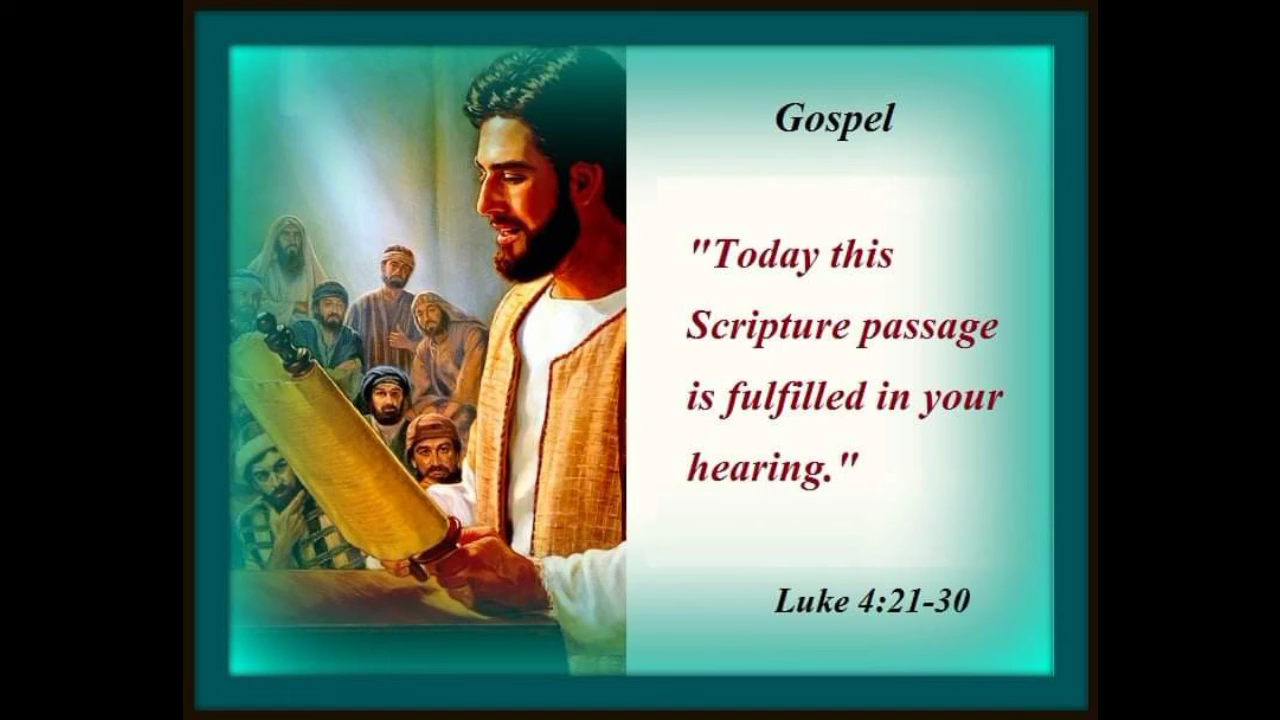 Gospel
"Today this
Scripture passage
is fulfilled in your
hearing."
Luke 4:21-30